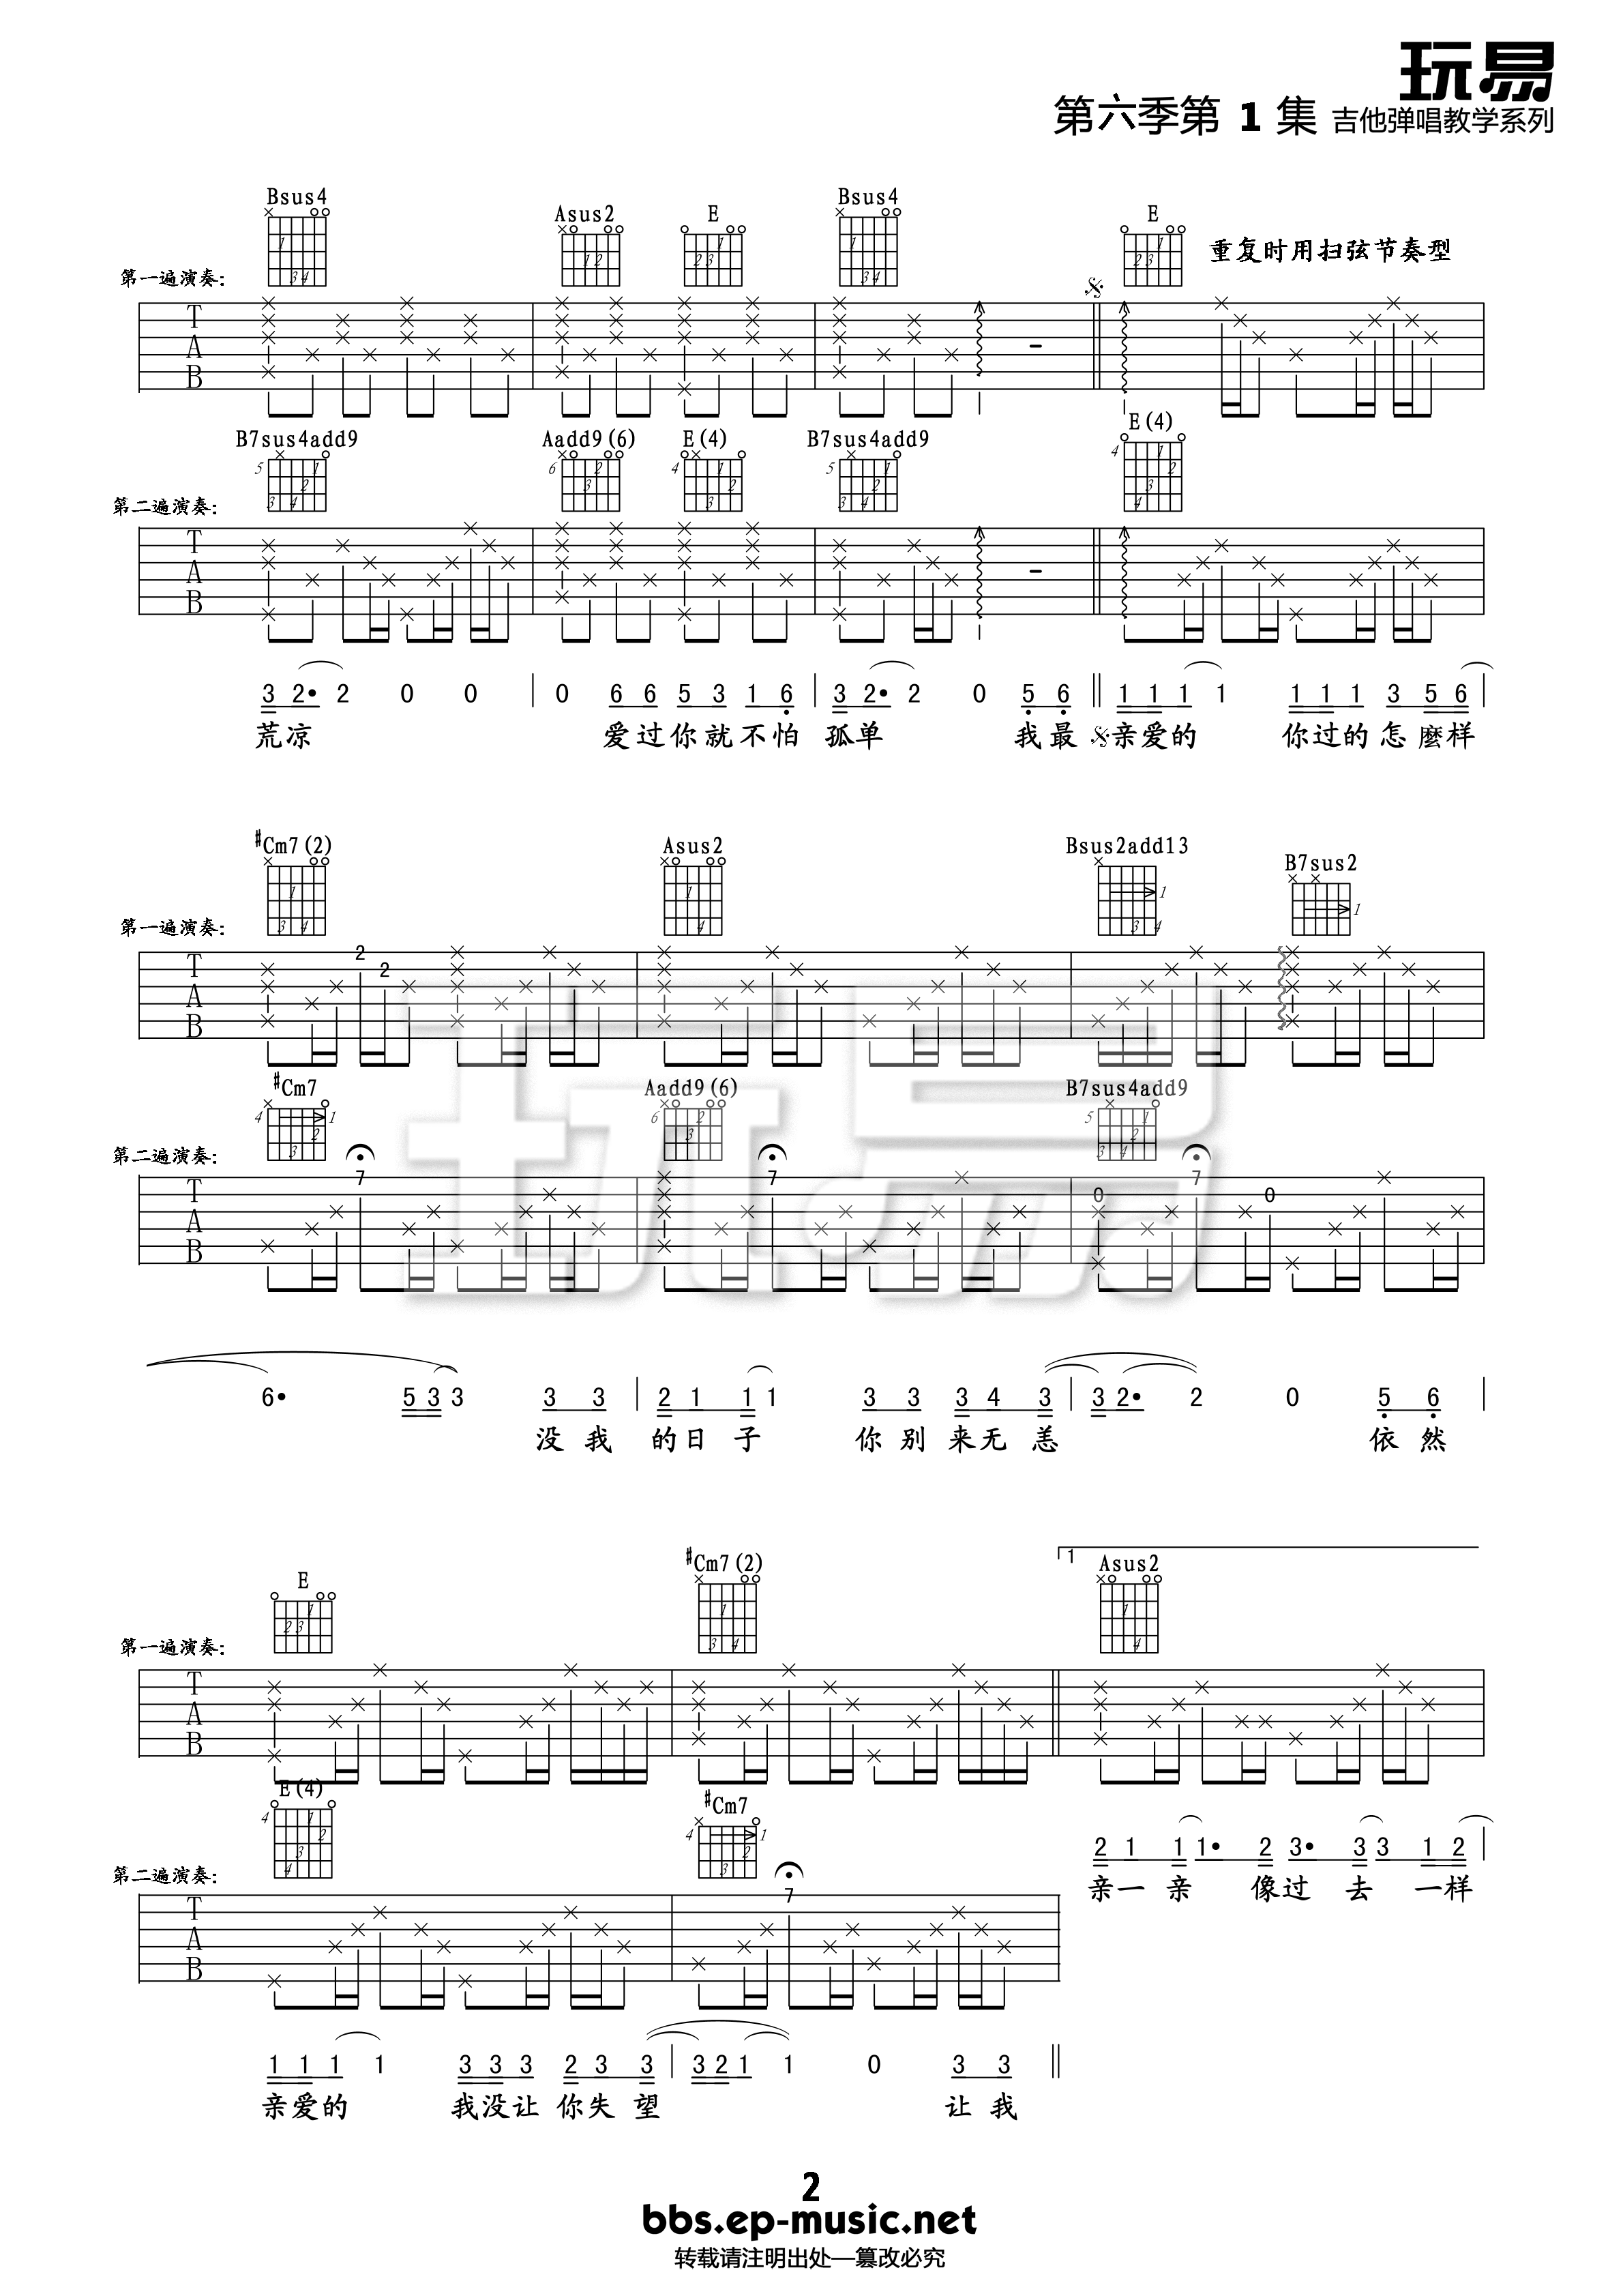 玩易
第六季第 1 集 吉他弹唱教学系列
Bsus4 Asus2 E Bsus4 E 重复时用扫弦节奏型
第一遍演奏:
T
A
B
B7sus4add9 Aadd9(6) E(4) B7sus4add9 E(4)
第二遍演奏:
T
A
B
3 2• 2 0 0 | 0 6 6 5 3 1 6 | 3 2• 2 0 5 6 || 1 1 1 1 1 1 1 3 5 6 |
荒凉 爱过你就不怕 孤单 我最 亲爱的 你过的怎麼样
#Cm7(2) Asus2 Bsus2add13 B7sus2
第一遍演奏:
2
2
T
A
B
#Cm7 Aadd9(6) B7sus4add9
第二遍演奏:
7 7 7
0 0
T
A
B
6• 5 3 3 3 3 | 2 1 1 1 3 3 3 4 3 | 3 2• 2 0 5 6 |
没我 的日子 你别来无恙 依然
#Cm7(2) 1 Asus2
E
第一遍演奏:
T
A
B
E(4) #Cm7
第二遍演奏:
7
T
A
B
2 1 1 1• 2 3• 3 3 1 2 |
亲一亲 像过去 一样
1 1 1 1 3 3 3 2 3 3 | 3 2 1 1 0 3 3 ||
亲爱的 我没让你失望 让我
2
bbs.ep-music.net
转载请注明出处—篡改必究